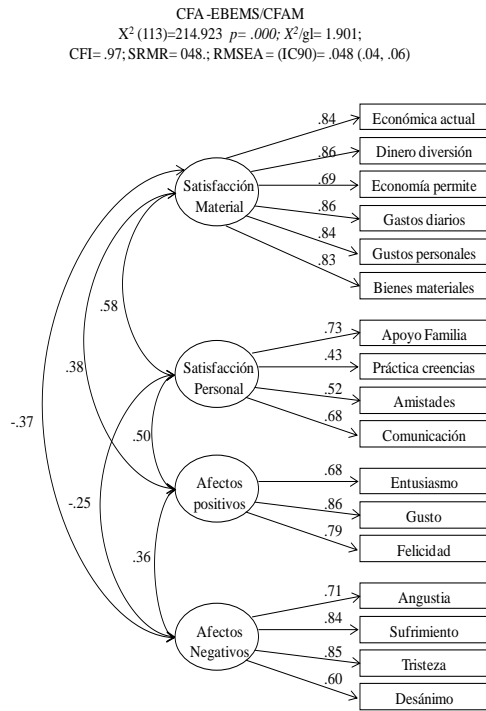 CFA-EBEMS/CFAM
X² (113)=214.923 p= .000; X²/gl= 1.901;
CFI= .97; SRMR= 048.; RMSEA= (IC90)= .048 (.04, .06)
.84
Económica actual
.86
Dinero diversión
Satisfacción
Material
.69
Economía permite
.86
Gastos diarios
.84
Gustos personales
.83
Bienes materiales
.58
.73
Apoyo Familia
.38
Satisfacción
Personal
.43
Práctica creencias
.52
Amistades
-.37
.68
Comunicación
.50
.68
Entusiasmo
-.25
Afectos
positivos
.86
Gusto
.79
Felicidad
.36
.71
Angustia
Afectos
Negativos
.84
Sufrimiento
.85
Tristeza
.60
Desánimo